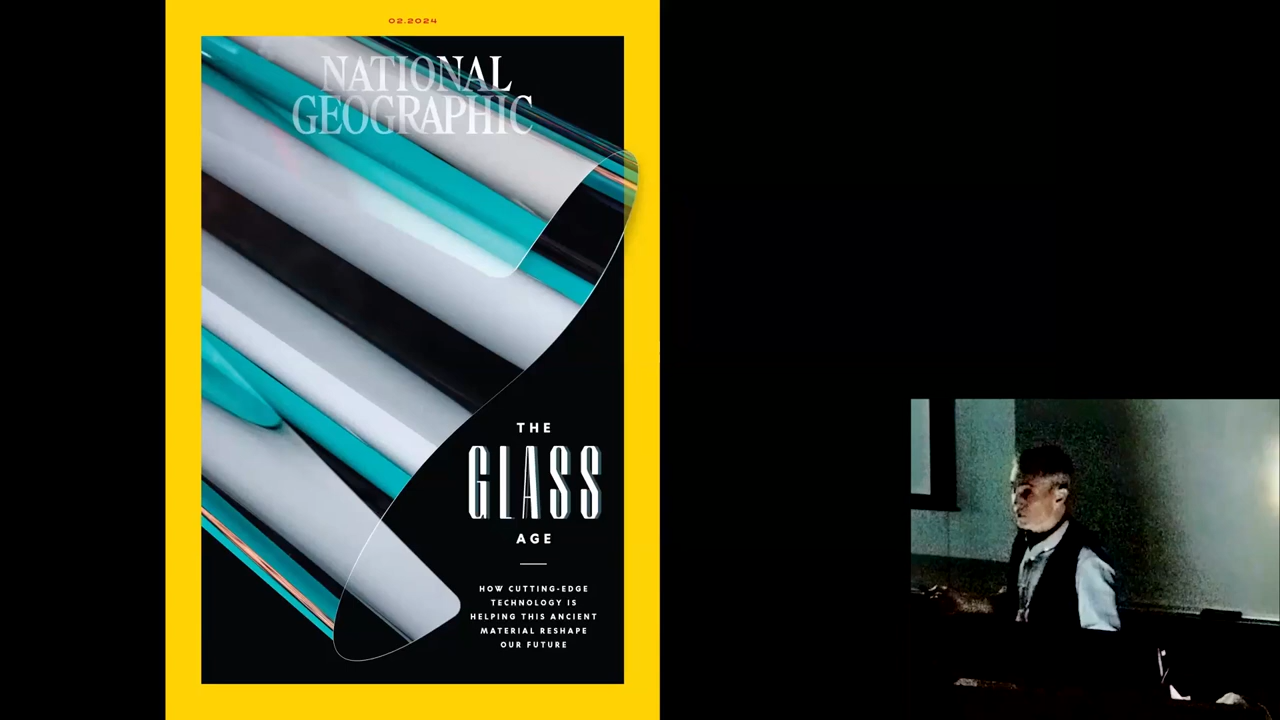 02.2024
NATIONAL
GEOGRAPHIC
THE
GLASS
AGE
HOW CUTTING-EDGE
TECHNOLOGY IS
HELPING THIS ANCIENT
MATERIAL RESHAPE
OUR FUTURE